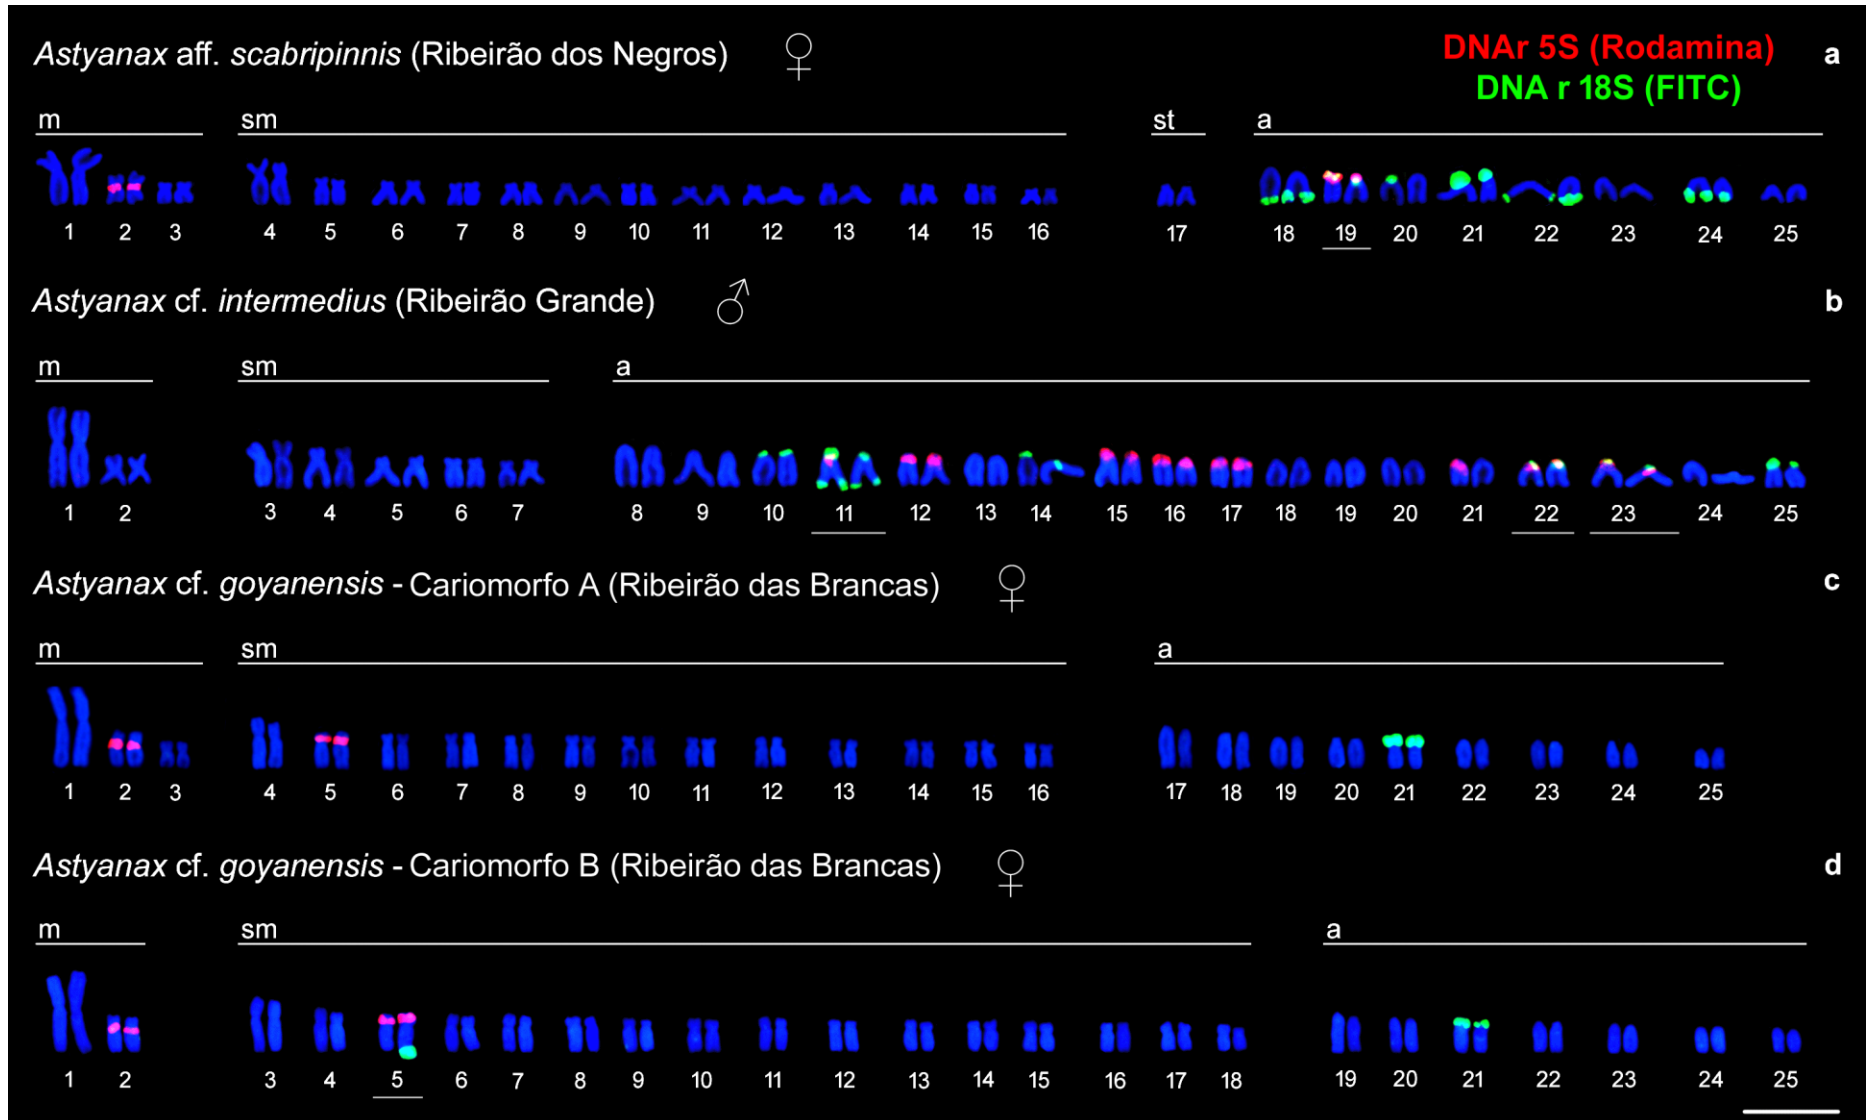 Astyanax aff. scabripinnis (Ribeirão dos Negros) ♀
DNAr 5S (Rodamina) a
DNA r 18S (FITC)
m sm st a
1 2 3 4 5 6 7 8 9 10 11 12 13 14 15 16 17 18 19 20 21 22 23 24 25
Astyanax cf. intermedius (Ribeirão Grande) ♂ b
m sm a
1 2 3 4 5 6 7 8 9 10 11 12 13 14 15 16 17 18 19 20 21 22 23 24 25
Astyanax cf. goyanensis - Cariomorfo A (Ribeirão das Brancas) ♀ c
m sm a
1 2 3 4 5 6 7 8 9 10 11 12 13 14 15 16 17 18 19 20 21 22 23 24 25
Astyanax cf. goyanensis - Cariomorfo B (Ribeirão das Brancas) ♀ d
m sm a
1 2 3 4 5 6 7 8 9 10 11 12 13 14 15 16 17 18 19 20 21 22 23 24 25